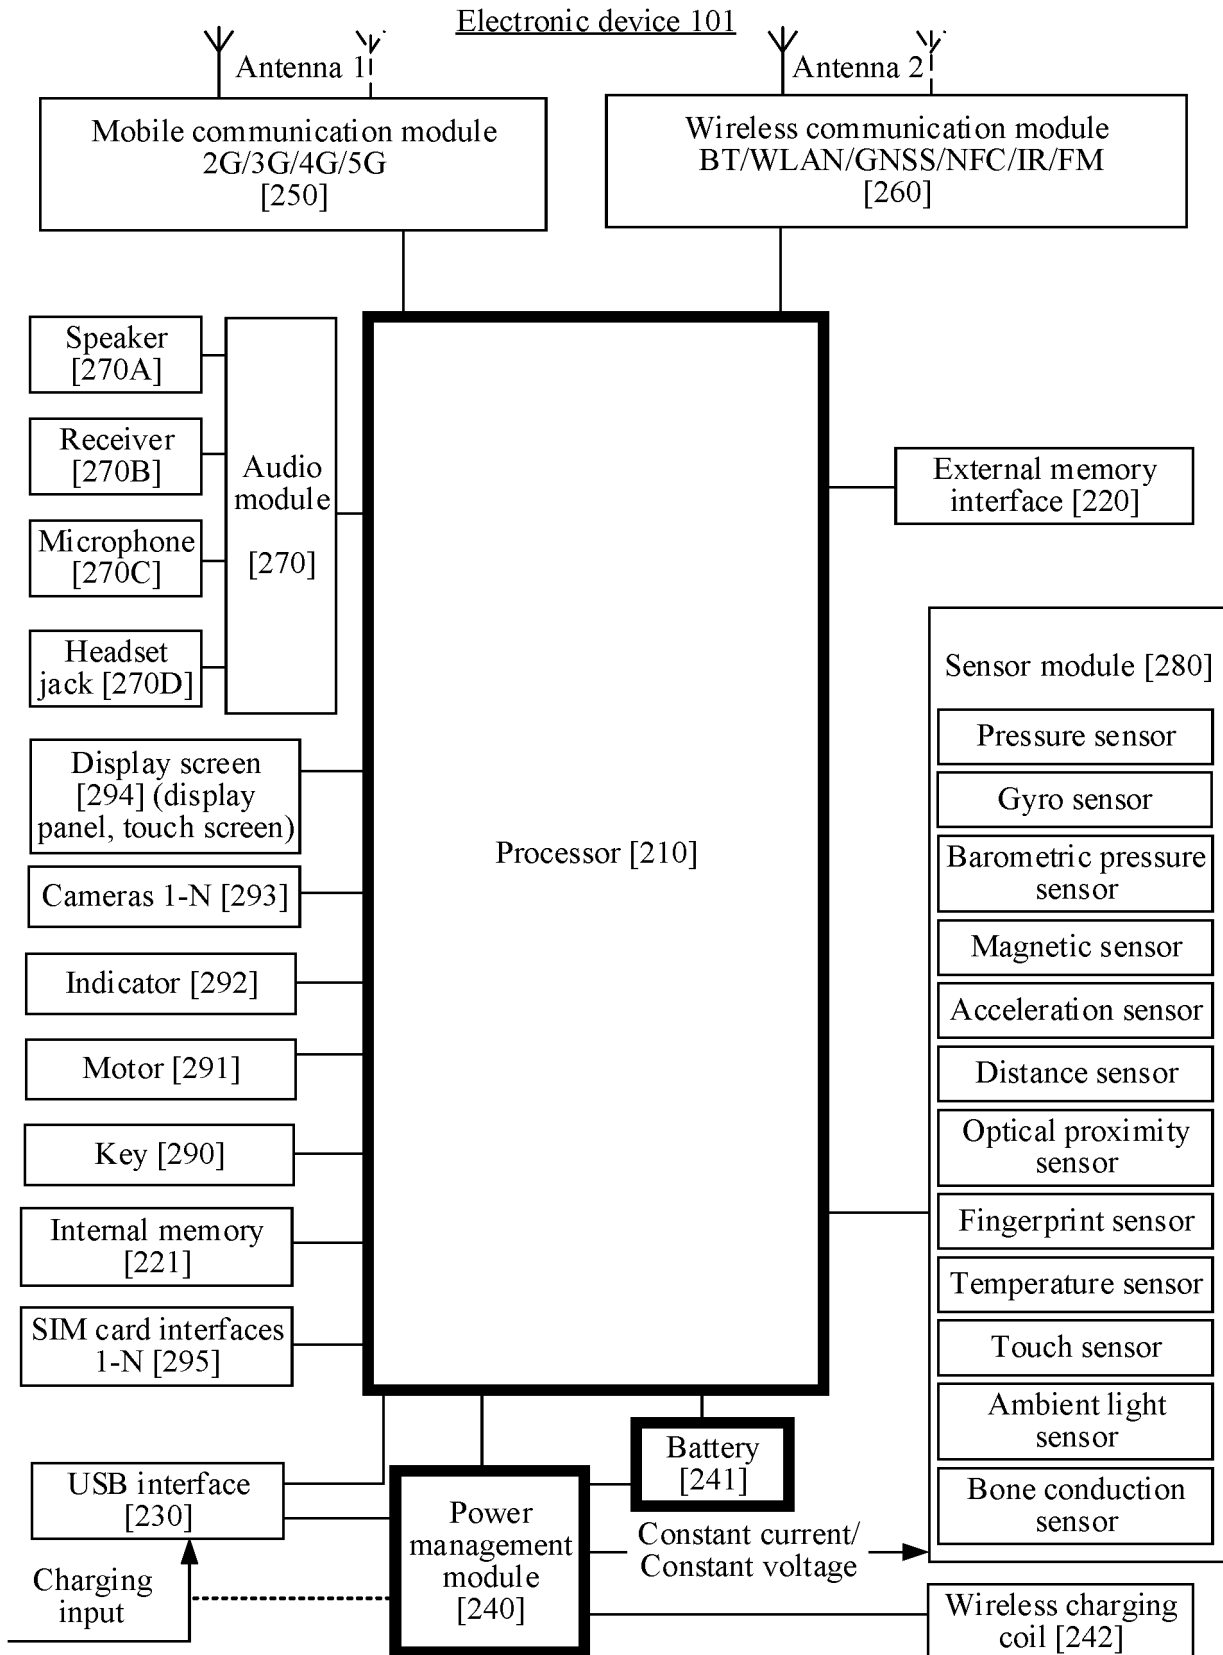 Electronic device 101
Antenna 1
Antenna 2
Mobile communication module
2G/3G/4G/5G
[250]
Wireless communication module
BT/WLAN/GNSS/NFC/IR/FM
[260]
Speaker
[270A]
Receiver
[270B]
Microphone
[270C]
Headset
jack [270D]
Audio
module
[270]
Display screen
[294] (display
panel, touch screen)
Cameras 1-N [293]
Indicator [292]
Motor [291]
Key [290]
Internal memory
[221]
SIM card interfaces
1-N [295]
Processor [210]
External memory
interface [220]
Sensor module [280]
Pressure sensor
Gyro sensor
Barometric pressure
sensor
Magnetic sensor
Acceleration sensor
Distance sensor
Optical proximity
sensor
Fingerprint sensor
Temperature sensor
Touch sensor
Ambient light
sensor
Bone conduction
sensor
USB interface
[230]
Charging
input
Power
management
module
[240]
Battery
[241]
Constant current/
Constant voltage
Wireless charging
coil [242]